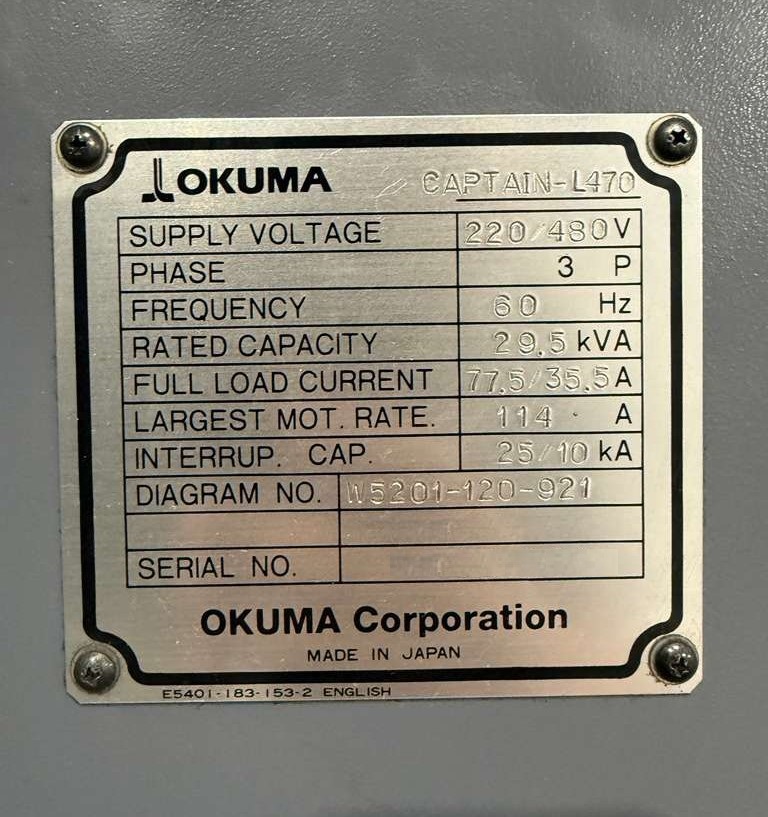 OKUMA CAPTAIN-L470
SUPPLY VOLTAGE 220/480V
PHASE 3 P
FREQUENCY 60 Hz
RATED CAPACITY 29.5 kVA
FULL LOAD CURRENT 77.5/35.5A
LARGEST MOT. RATE. 114 A
INTERRUP. CAP. 25/10 kA
DIAGRAM NO. W5201-120-921
SERIAL NO.
OKUMA Corporation
MADE IN JAPAN
E5401-183-153-2 ENGLISH